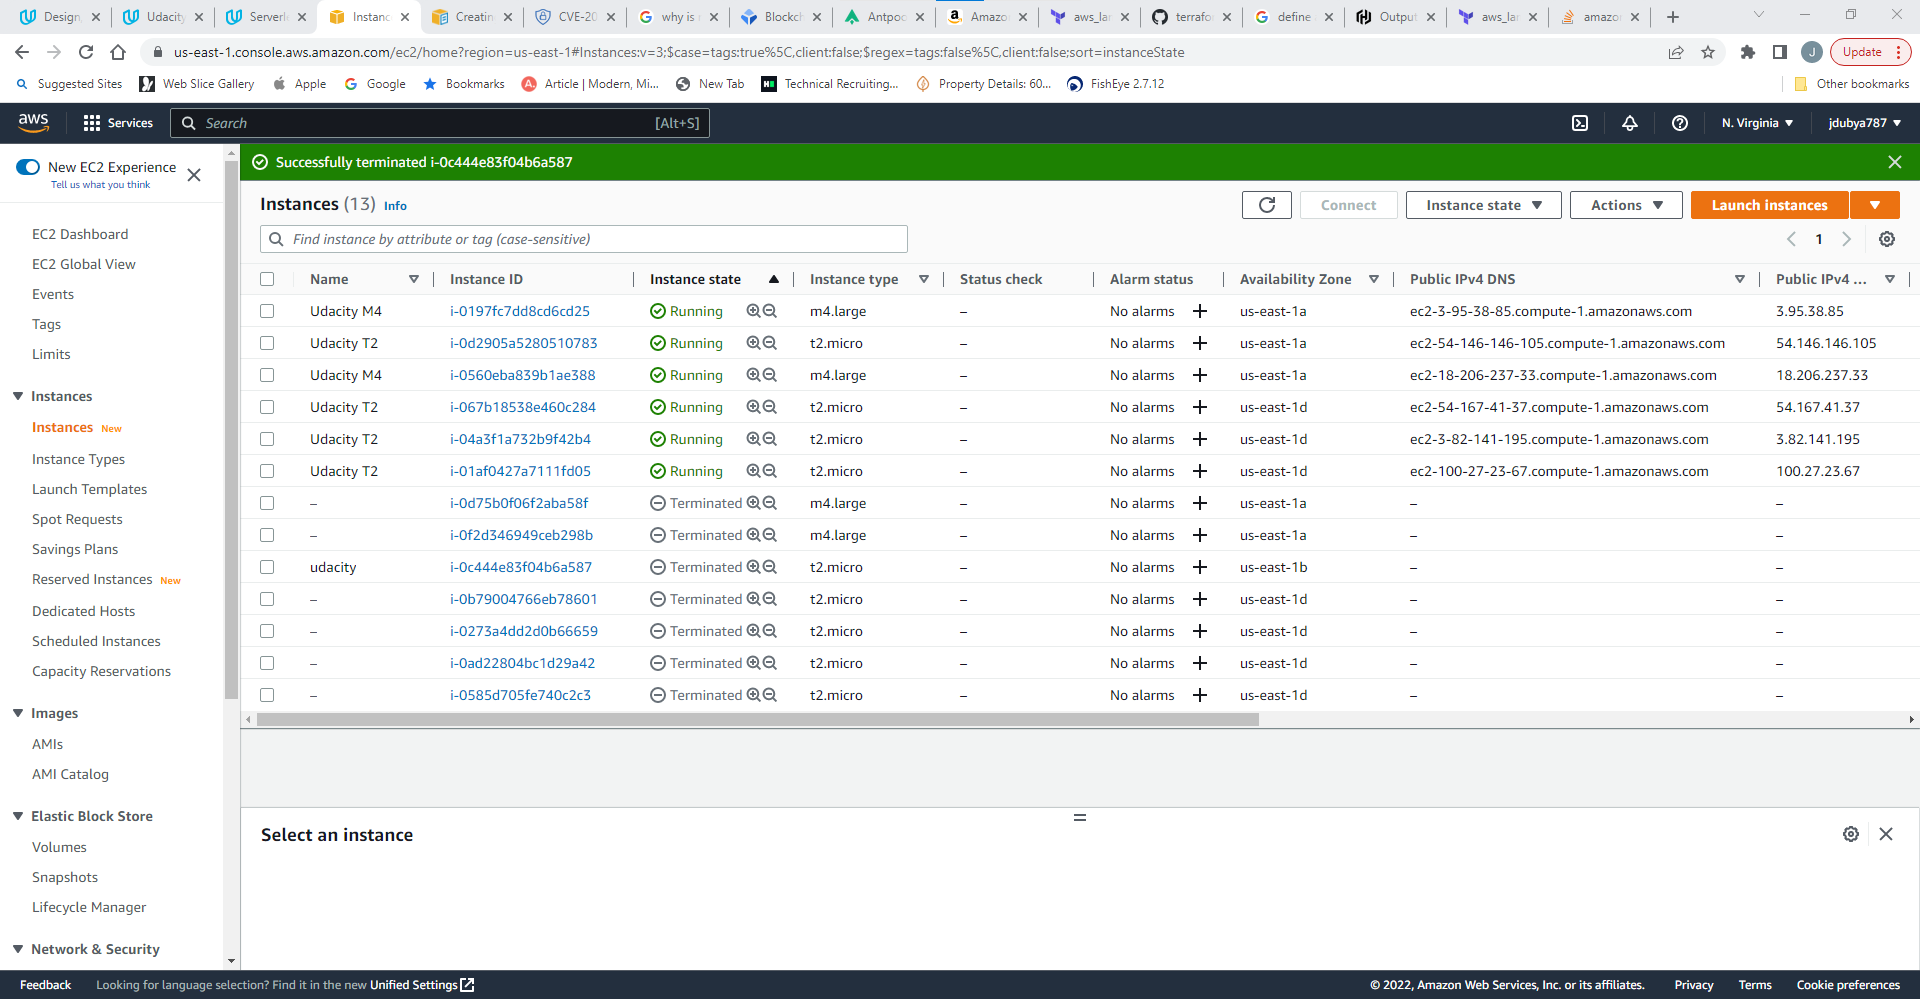 Design,
Udacity
Serverle
Instanc
Creatin
CVE-20
why is r
Blockch
Antpoo
Amazo
aws_lar
terrafor
define
Output
aws_lar
amazor
us-east-1.console.aws.amazon.com/ec2/home?region=us-east-1#Instances:v=3;$case=tags:true%5C,client:false;$regex=tags:false%5C,client:false;sort=instanceState
J
Update
Suggested Sites
Web Slice Gallery
Apple
Google
Bookmarks
Article | Modern, Mi...
New Tab
Technical Recruiting...
Property Details: 60...
FishEye 2.7.12
Other bookmarks
aws
Services
Search
[Alt+S]
N. Virginia
jdubya787
New EC2 Experience
Tell us what you think
EC2 Dashboard
EC2 Global View
Events
Tags
Limits
Instances
Instances New
Instance Types
Launch Templates
Spot Requests
Savings Plans
Reserved Instances New
Dedicated Hosts
Scheduled Instances
Capacity Reservations
Images
AMIs
AMI Catalog
Elastic Block Store
Volumes
Snapshots
Lifecycle Manager
Network & Security
Successfully terminated i-0c444e83f04b6a587
Instances (13) Info
Connect
Instance state
Actions
Launch instances
Find instance by attribute or tag (case-sensitive)
1
Name Instance ID Instance state Instance type Status check Alarm status Availability Zone Public IPv4 DNS Public IPv4 ...
Udacity M4 i-0197fc7dd8cd6cd25 Running m4.large – No alarms us-east-1a ec2-3-95-38-85.compute-1.amazonaws.com 3.95.38.85
Udacity T2 i-0d2905a5280510783 Running t2.micro – No alarms us-east-1a ec2-54-146-146-105.compute-1.amazonaws.com 54.146.146.105
Udacity M4 i-0560eba839b1ae388 Running m4.large – No alarms us-east-1a ec2-18-206-237-33.compute-1.amazonaws.com 18.206.237.33
Udacity T2 i-067b18538e460c284 Running t2.micro – No alarms us-east-1d ec2-54-167-41-37.compute-1.amazonaws.com 54.167.41.37
Udacity T2 i-04a3f1a732b9f42b4 Running t2.micro – No alarms us-east-1d ec2-3-82-141-195.compute-1.amazonaws.com 3.82.141.195
Udacity T2 i-01af0427a7111fd05 Running t2.micro – No alarms us-east-1d ec2-100-27-23-67.compute-1.amazonaws.com 100.27.23.67
– i-0d75b0f06f2aba58f Terminated m4.large – No alarms us-east-1a – –
– i-0f2d346949ceb298b Terminated m4.large – No alarms us-east-1a – –
udacity i-0c444e83f04b6a587 Terminated t2.micro – No alarms us-east-1b – –
– i-0b79004766eb78601 Terminated t2.micro – No alarms us-east-1d – –
– i-0273a4dd2d0b66659 Terminated t2.micro – No alarms us-east-1d – –
– i-0ad22804bc1d29a42 Terminated t2.micro – No alarms us-east-1d – –
– i-0585d705fe740c2c3 Terminated t2.micro – No alarms us-east-1d – –
Select an instance
Feedback
Looking for language selection? Find it in the new Unified Settings
© 2022, Amazon Web Services, Inc. or its affiliates.
Privacy
Terms
Cookie preferences